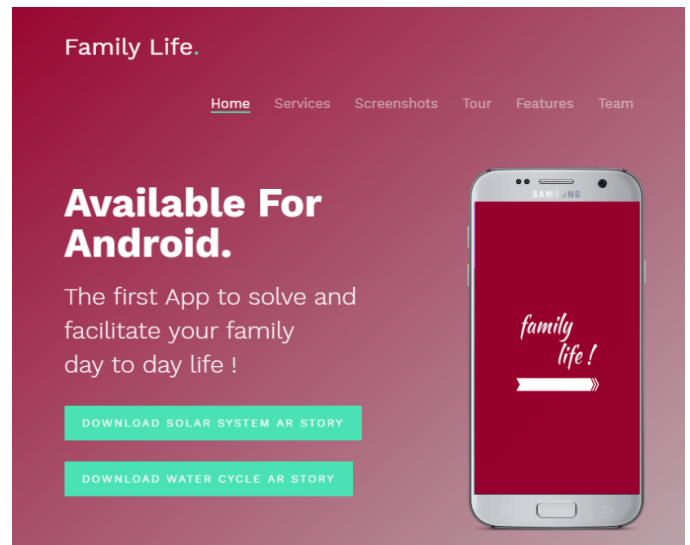 Family Life.
Home Services Screenshots Tour Features Team
Available For
Android.
The first App to solve and
facilitate your family
day to day life !
DOWNLOAD SOLAR SYSTEM AR STORY
DOWNLOAD WATER CYCLE AR STORY
SAMSUNG
family
life !